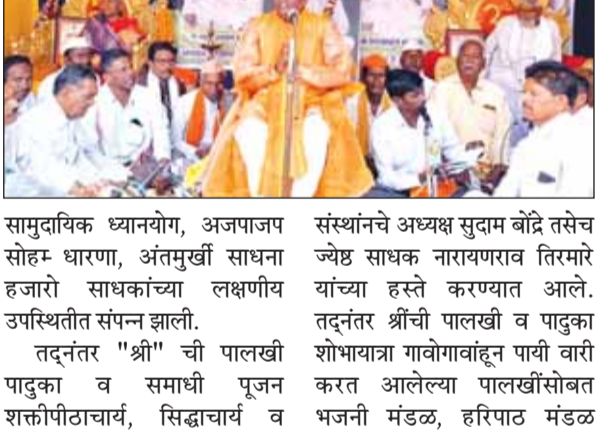 सामुदायिक ध्यानयोग, अजपाजप
सोहम धारणा, अंतमुर्खी साधना
हजारो साधकांच्या लक्षणीय
उपस्थितीत संपन्न झाली.
तद्नंतर "श्री" ची पालखी
पादुका व समाधी पूजन
शक्तीपीठाचार्य, सिद्धाचार्य व
संस्थांनचे अध्यक्ष सुदाम बोंद्रे तसेच
ज्येष्ठ साधक नारायणराव तिरमारे
यांच्या हस्ते करण्यात आले.
तद्नंतर श्रींची पालखी व पादुका
शोभायात्रा गावोगावांहून पायी वारी
करत आलेल्या पालखींसोबत
भजनी मंडळ, हरिपाठ मंडळ